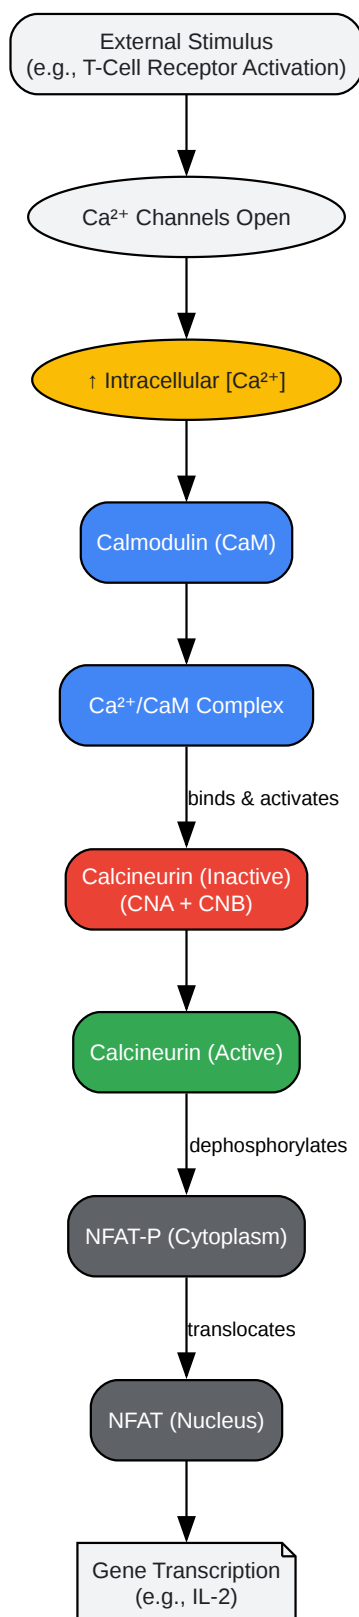 External Stimulus
(e.g., T-Cell Receptor Activation)
Ca²⁺ Channels Open
↑ Intracellular [Ca²⁺]
Calmodulin (CaM)
Ca²⁺/CaM Complex
binds & activates
Calcineurin (Inactive)
(CNA + CNB)
Calcineurin (Active)
dephosphorylates
NFAT-P (Cytoplasm)
translocates
NFAT (Nucleus)
Gene Transcription
(e.g., IL-2)